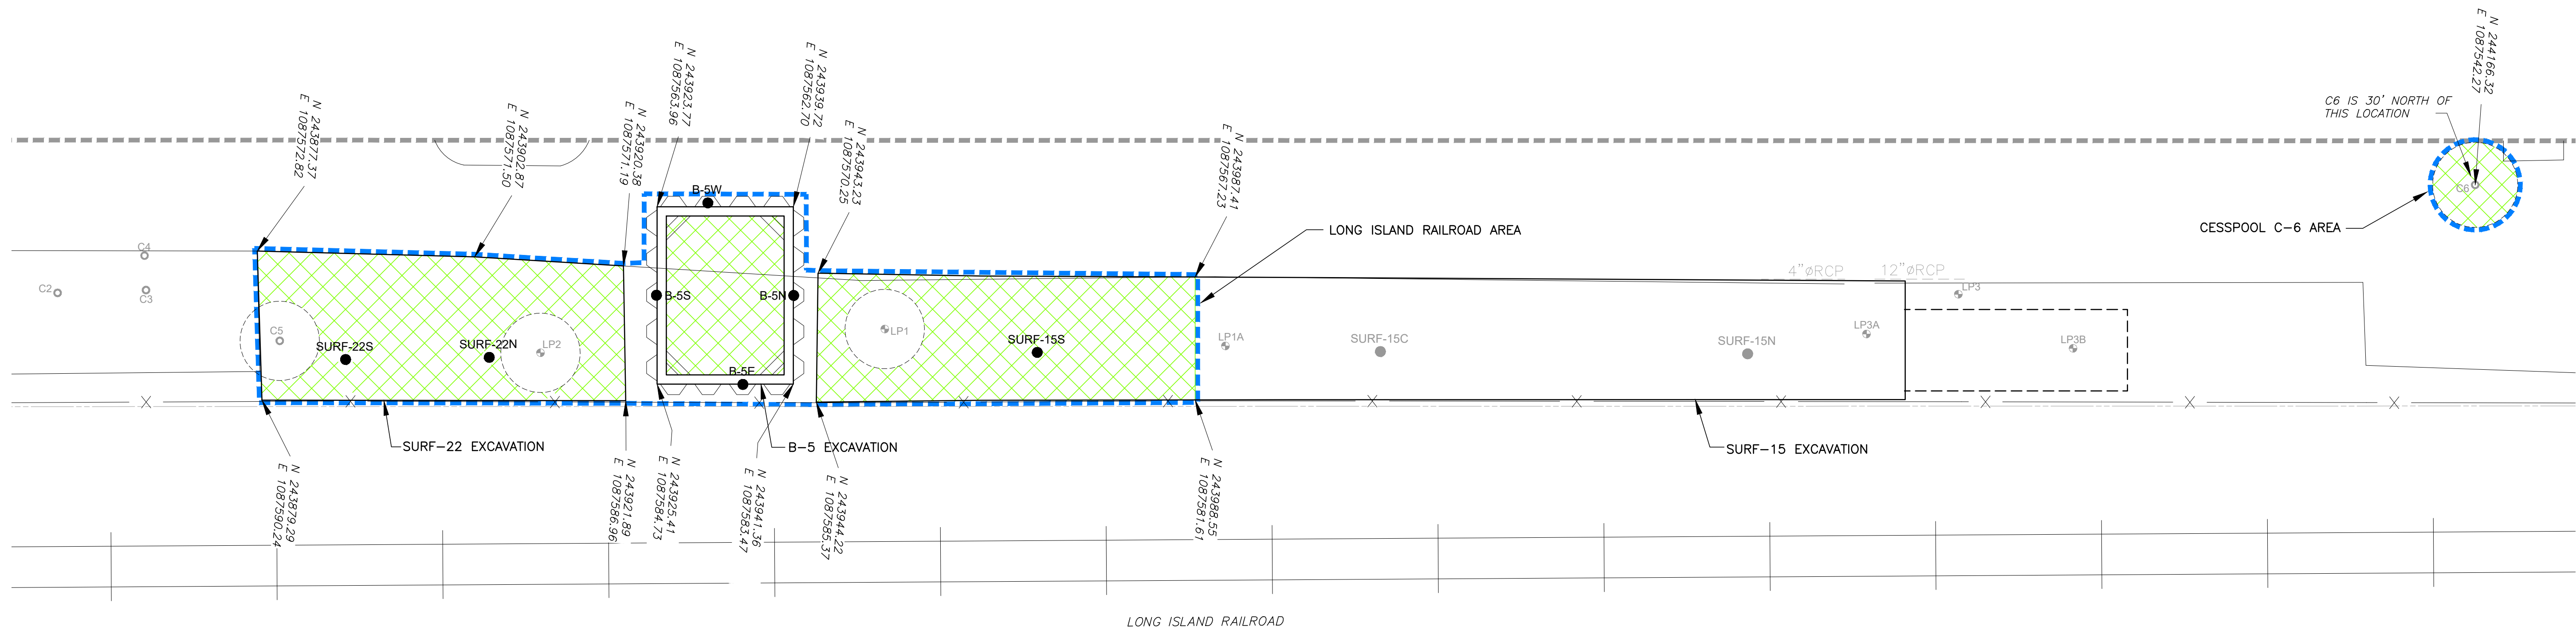 N 244166.32
E 1087542.27
C6 IS 30' NORTH OF
THIS LOCATION
C6
CESSPOOL C-6 AREA
N 243877.37
E 1087572.82
N 243902.87
E 1087571.50
N 243920.38
E 1087571.19
N 243923.77
E 1087563.96
N 243939.72
E 1087562.70
N 243943.23
E 1087570.25
N 243987.41
E 1087567.23
LONG ISLAND RAILROAD AREA
B-5W
C4
C2
C3
C5
SURF-22S
SURF-22N
LP2
B-5S
B-5N
B-5E
LP1
SURF-15S
LP1A
SURF-15C
SURF-15N
4"øRCP
12"øRCP
LP3
LP3A
LP3B
SURF-22 EXCAVATION
B-5 EXCAVATION
SURF-15 EXCAVATION
N 243879.29
E 1087590.24
N 243921.89
E 1087586.96
N 243925.41
E 1087584.73
N 243941.36
E 1087583.47
N 243944.22
E 1087585.37
N 243988.55
E 1087581.61
LONG ISLAND RAILROAD